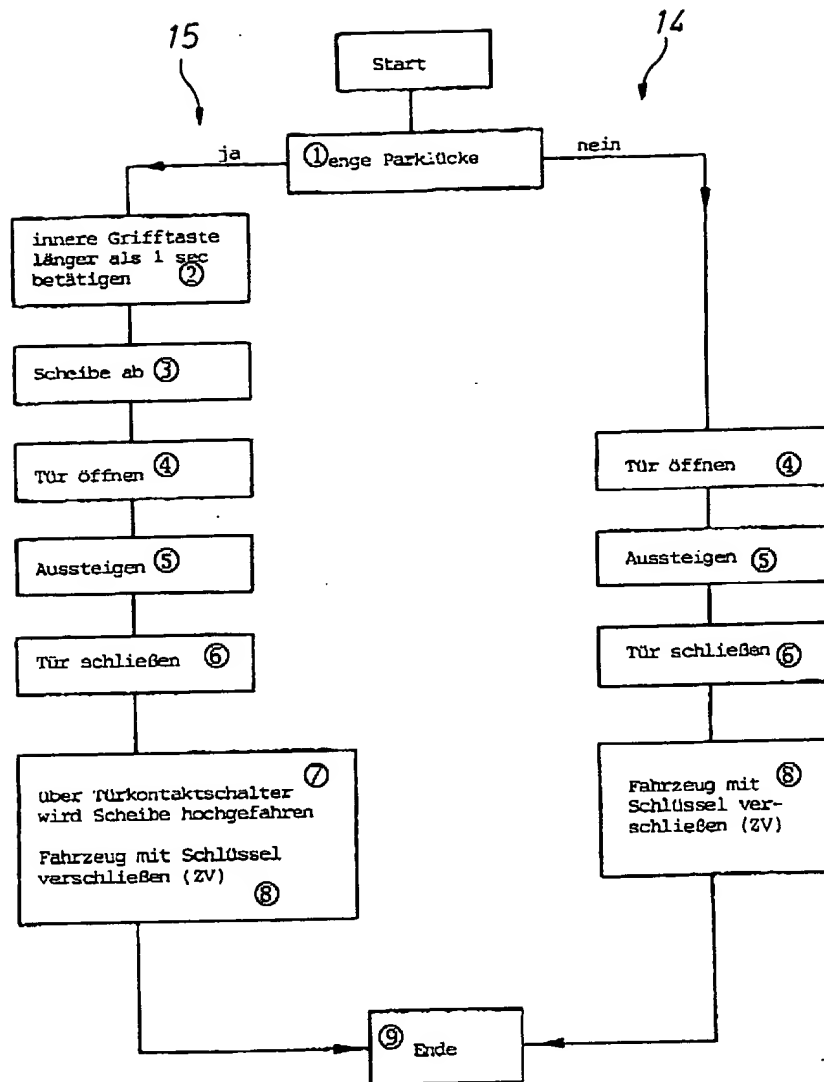 15
14
Start
ja
① enge Parklücke
nein
innere Grifftaste
länger als 1 sec
betätigen ②
Scheibe ab ③
Tür öffnen ④
Aussteigen ⑤
Tür schließen ⑥
⑦
über Türkontaktschalter
wird Scheibe hochgefahren
Fahrzeug mit Schlüssel
verschließen (ZV)
⑧
Tür öffnen ④
Aussteigen ⑤
Tür schließen ⑥
Fahrzeug mit ⑧
Schlüssel ver-
schließen (ZV)
⑨ Ende